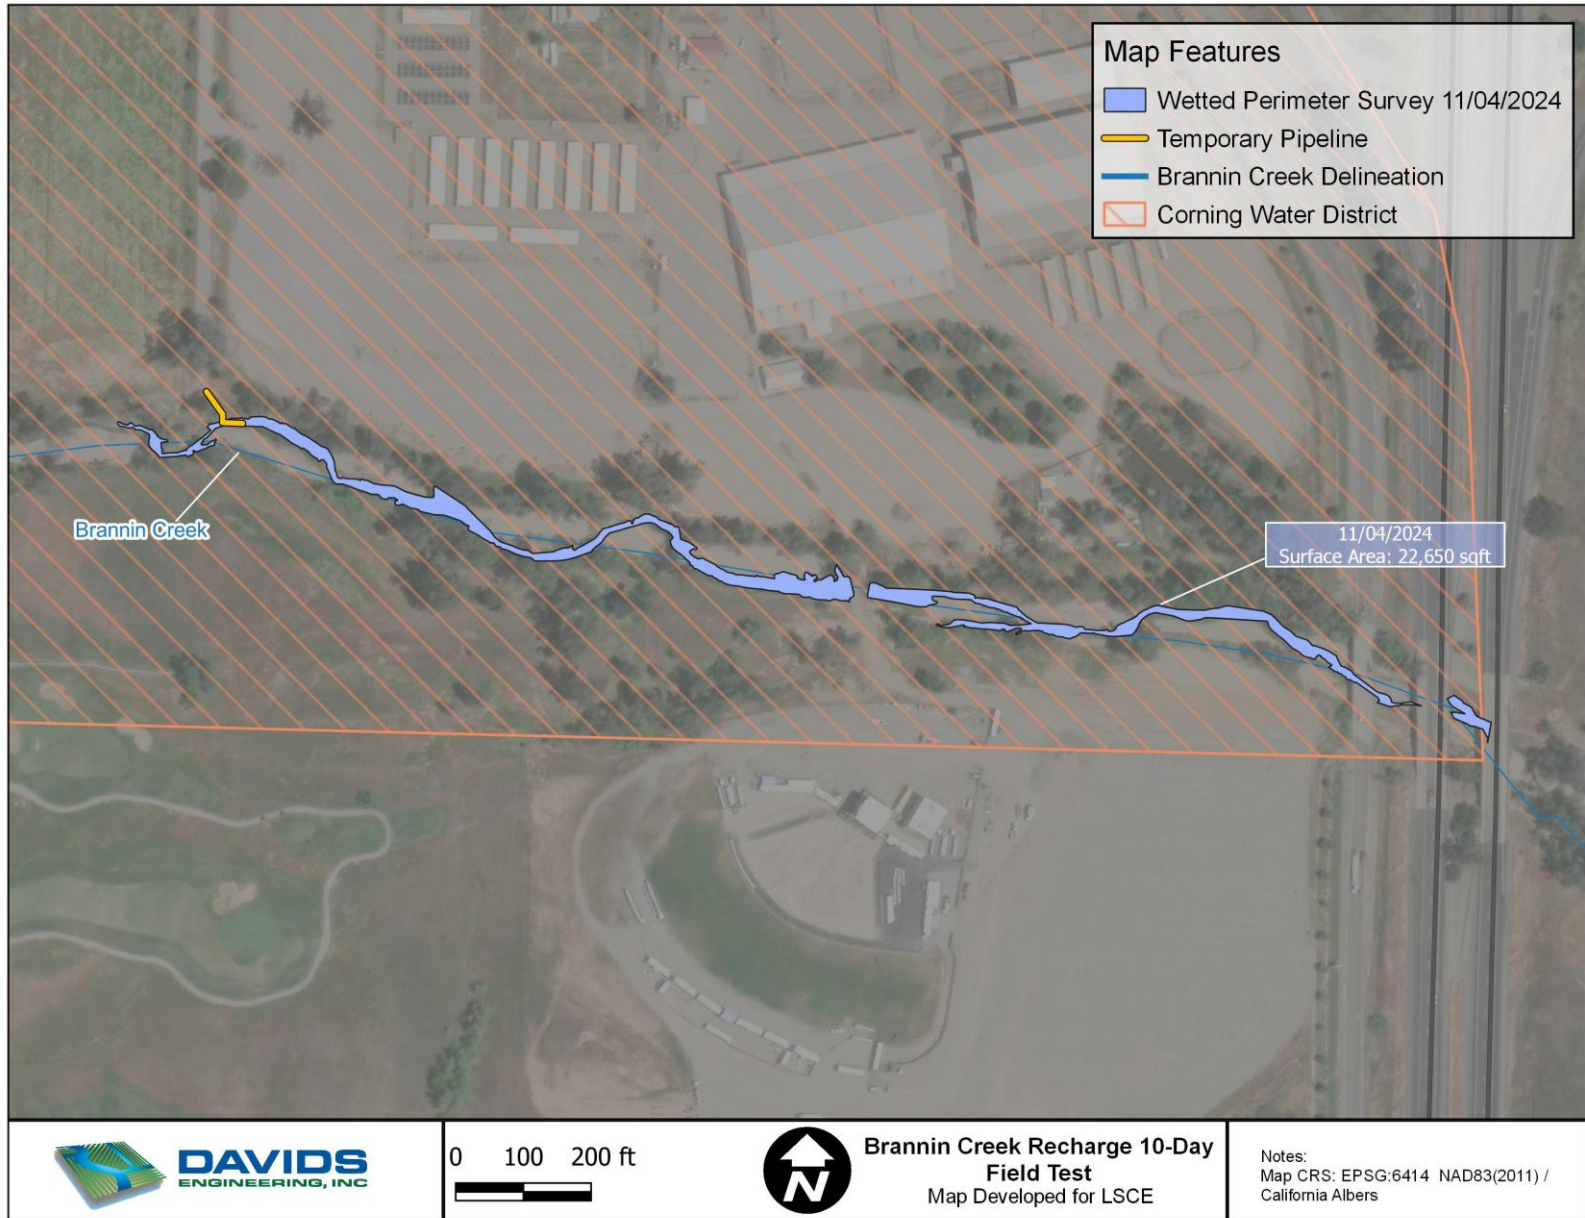 Map Features
Wetted Perimeter Survey 11/04/2024
Temporary Pipeline
Brannin Creek Delineation
Corning Water District
Brannin Creek
11/04/2024
Surface Area: 22,650 sqft
DAVIDS
ENGINEERING, INC
0 100 200 ft
N
Brannin Creek Recharge 10-Day
Field Test
Map Developed for LSCE
Notes:
Map CRS: EPSG:6414 NAD83(2011) /
California Albers